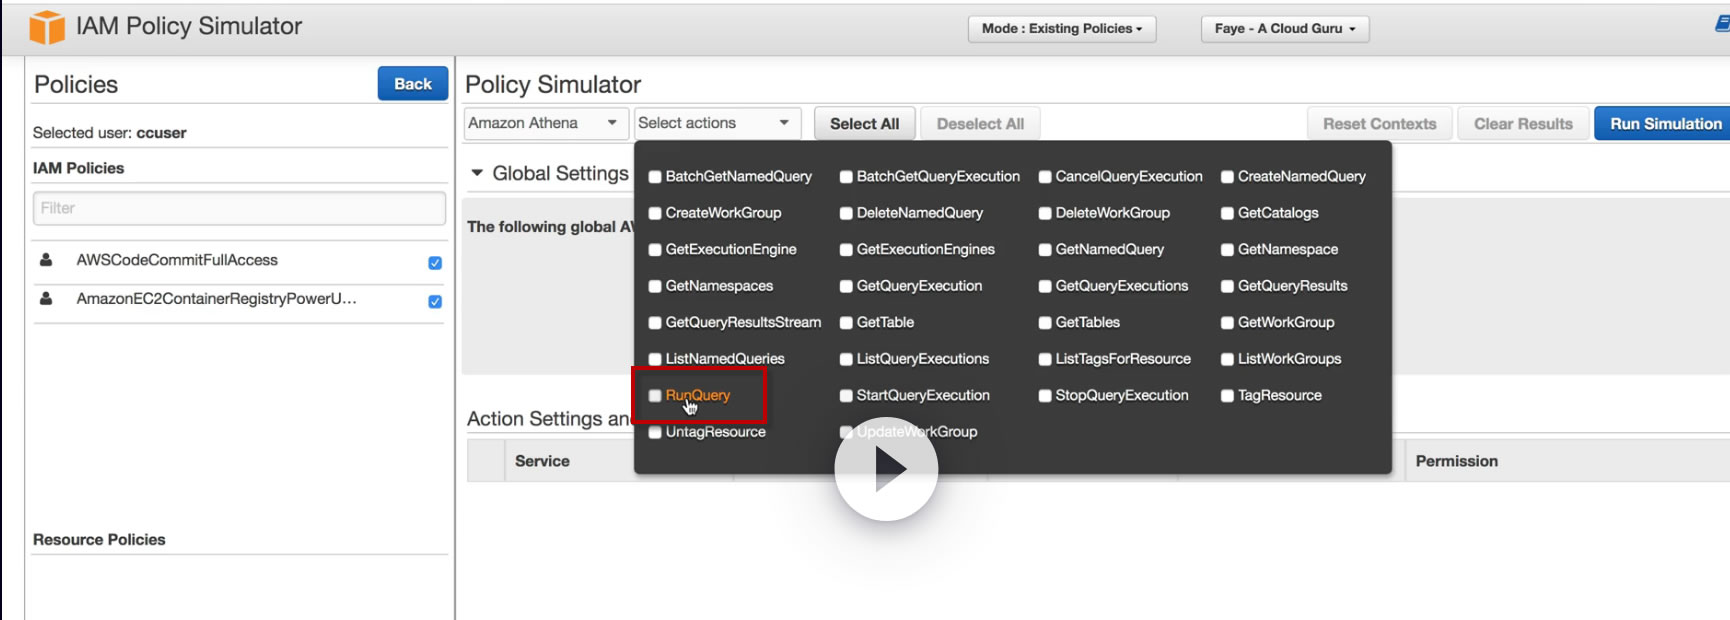 IAM Policy Simulator
Mode : Existing Policies
Faye - A Cloud Guru
Policies
Back
Selected user: ccuser
IAM Policies
Filter
AWSCodeCommitFullAccess
AmazonEC2ContainerRegistryPowerU...
Resource Policies
Policy Simulator
Amazon Athena
Select actions
Select All
Deselect All
Reset Contexts
Clear Results
Run Simulation
Global Settings
The following global AW
BatchGetNamedQuery BatchGetQueryExecution CancelQueryExecution CreateNamedQuery
CreateWorkGroup DeleteNamedQuery DeleteWorkGroup GetCatalogs
GetExecutionEngine GetExecutionEngines GetNamedQuery GetNamespace
GetNamespaces GetQueryExecution GetQueryExecutions GetQueryResults
GetQueryResultsStream GetTable GetTables GetWorkGroup
ListNamedQueries ListQueryExecutions ListTagsForResource ListWorkGroups
RunQuery StartQueryExecution StopQueryExecution TagResource
UntagResource UpdateWorkGroup
Action Settings an
Service
Permission